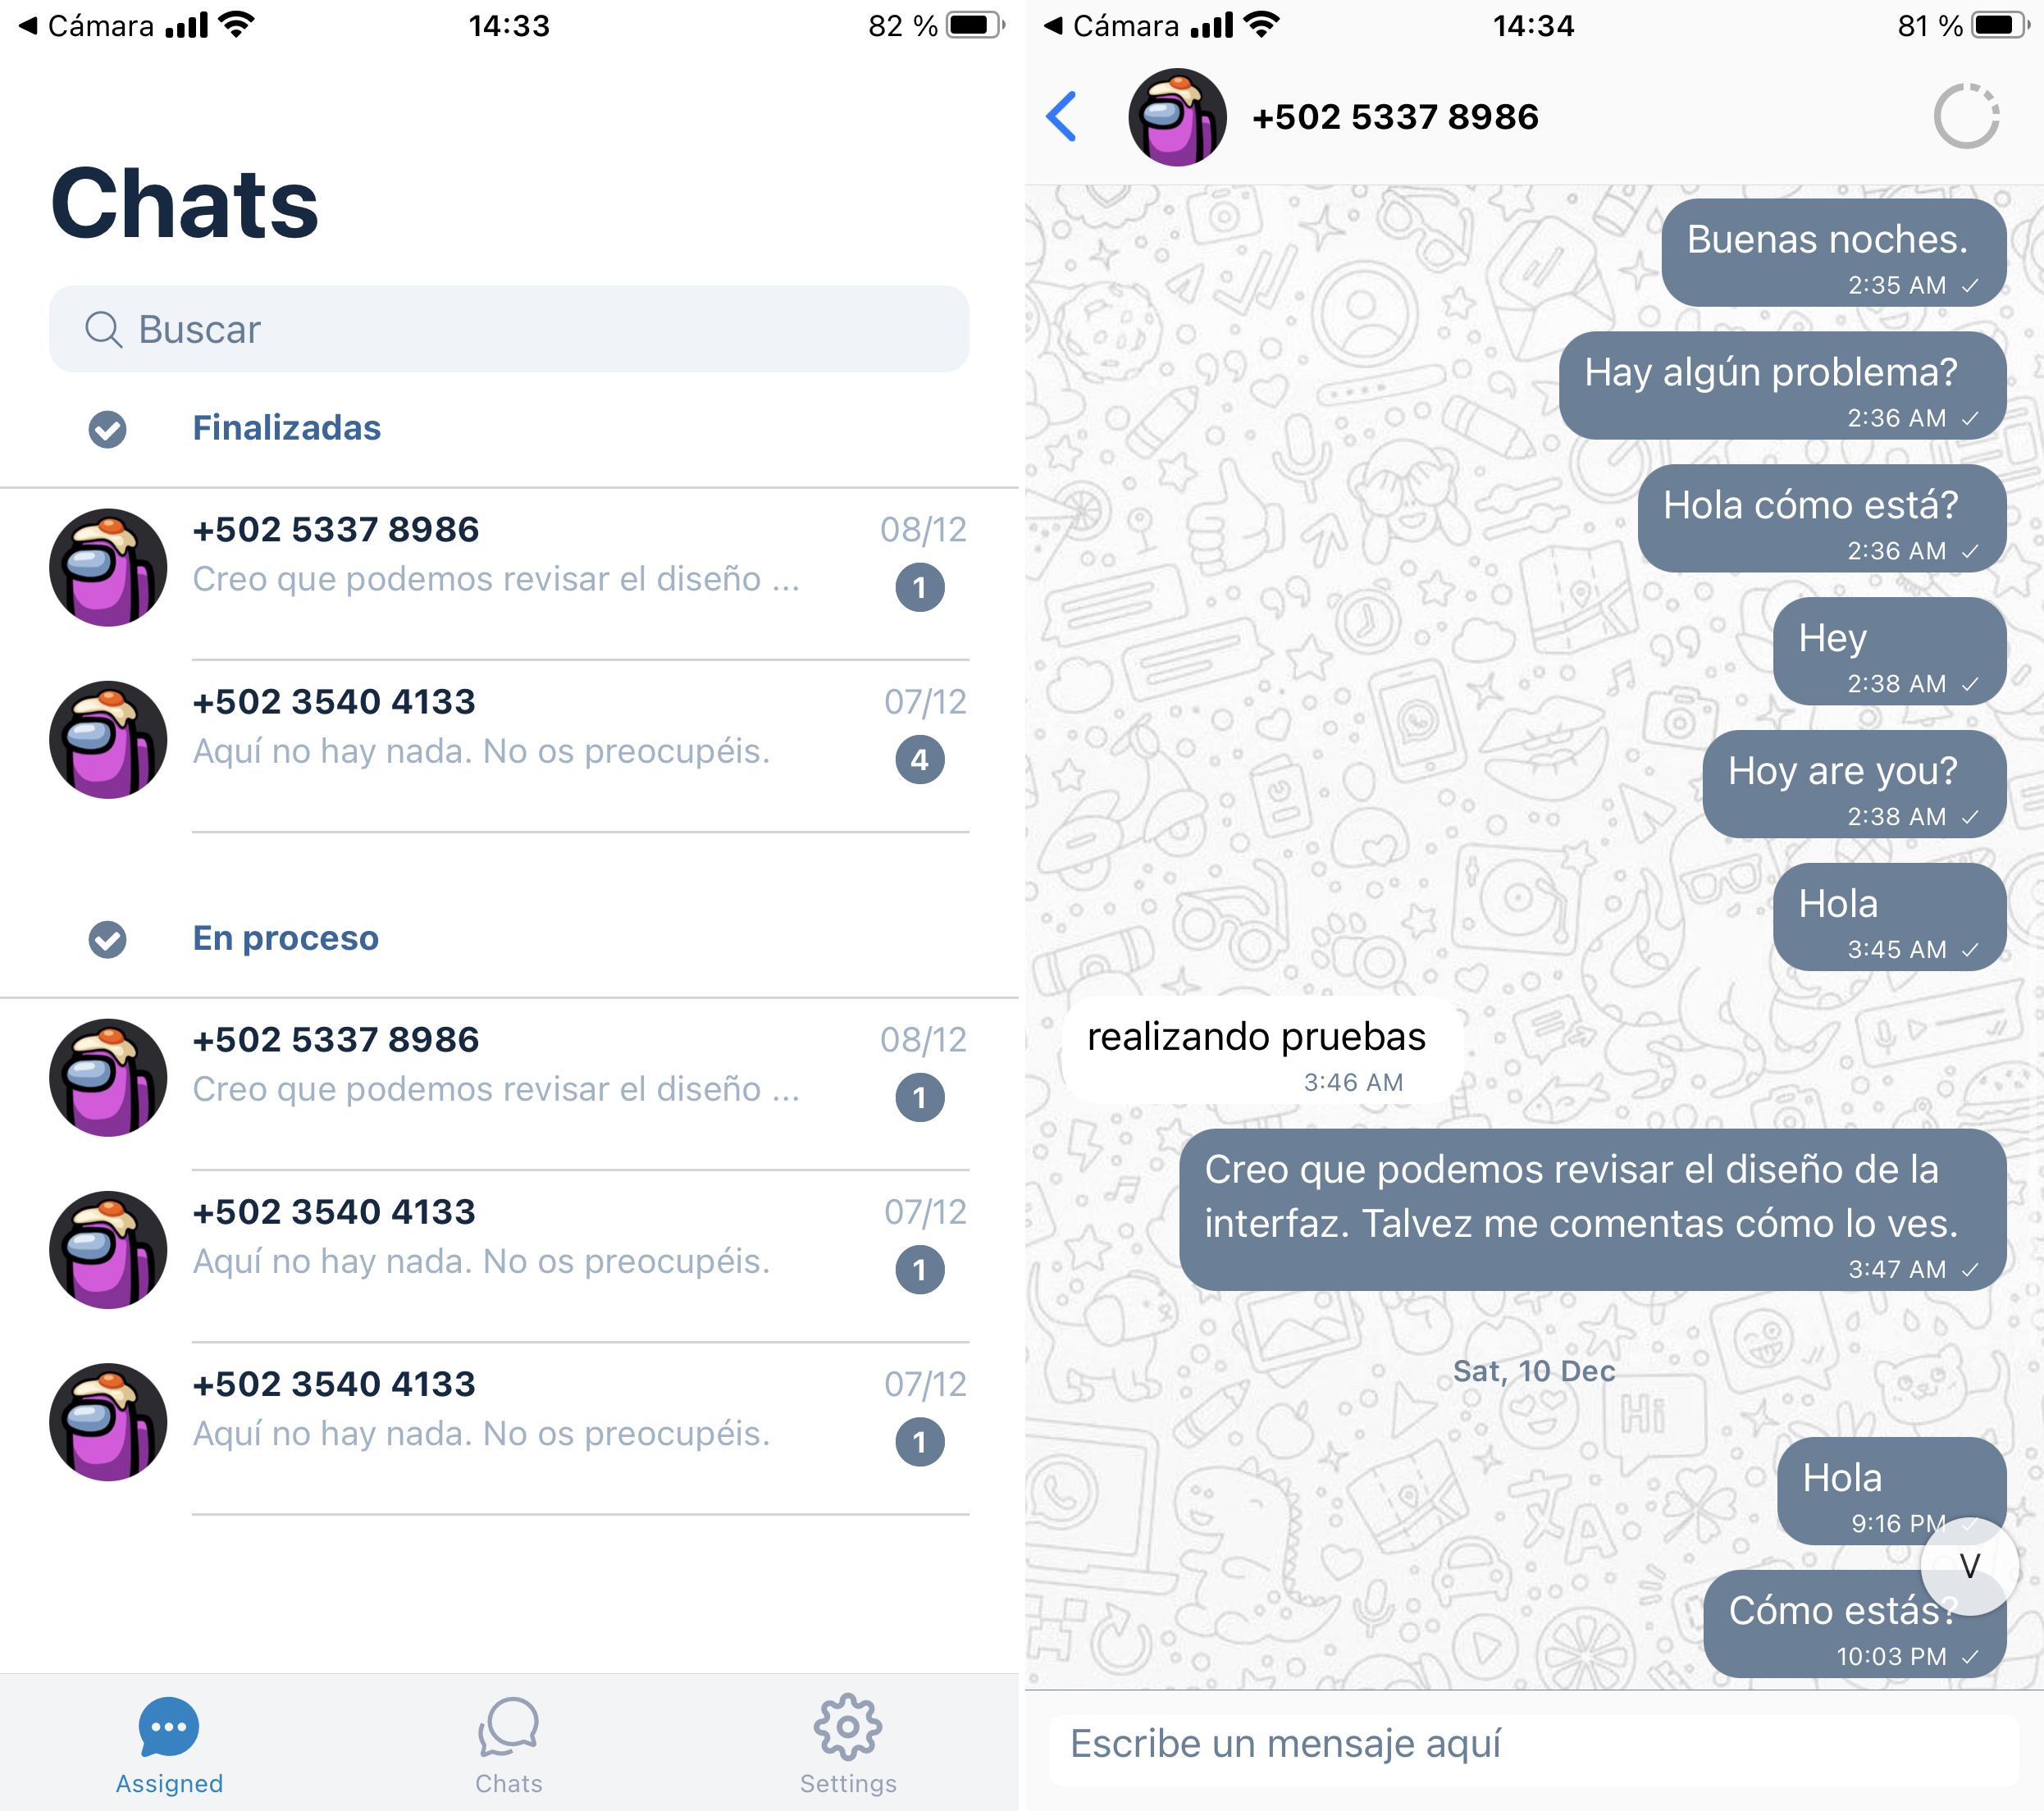 Cámara
14:33
82 %
Chats
Buscar
Finalizadas
+502 5337 8986
08/12
Creo que podemos revisar el diseño ...
1
+502 3540 4133
07/12
Aquí no hay nada. No os preocupéis.
4
En proceso
+502 5337 8986
08/12
Creo que podemos revisar el diseño ...
1
+502 3540 4133
07/12
Aquí no hay nada. No os preocupéis.
1
+502 3540 4133
07/12
Aquí no hay nada. No os preocupéis.
1
Assigned
Chats
Settings
Cámara
14:34
81 %
+502 5337 8986
Buenas noches.
2:35 AM
Hay algún problema?
2:36 AM
Hola cómo está?
2:36 AM
Hey
2:38 AM
Hoy are you?
2:38 AM
Hola
3:45 AM
realizando pruebas
3:46 AM
Creo que podemos revisar el diseño de la
interfaz. Talvez me comentas cómo lo ves.
3:47 AM
Sat, 10 Dec
Hi
Hola
9:16 PM
V
Cómo estás?
10:03 PM
Escribe un mensaje aquí